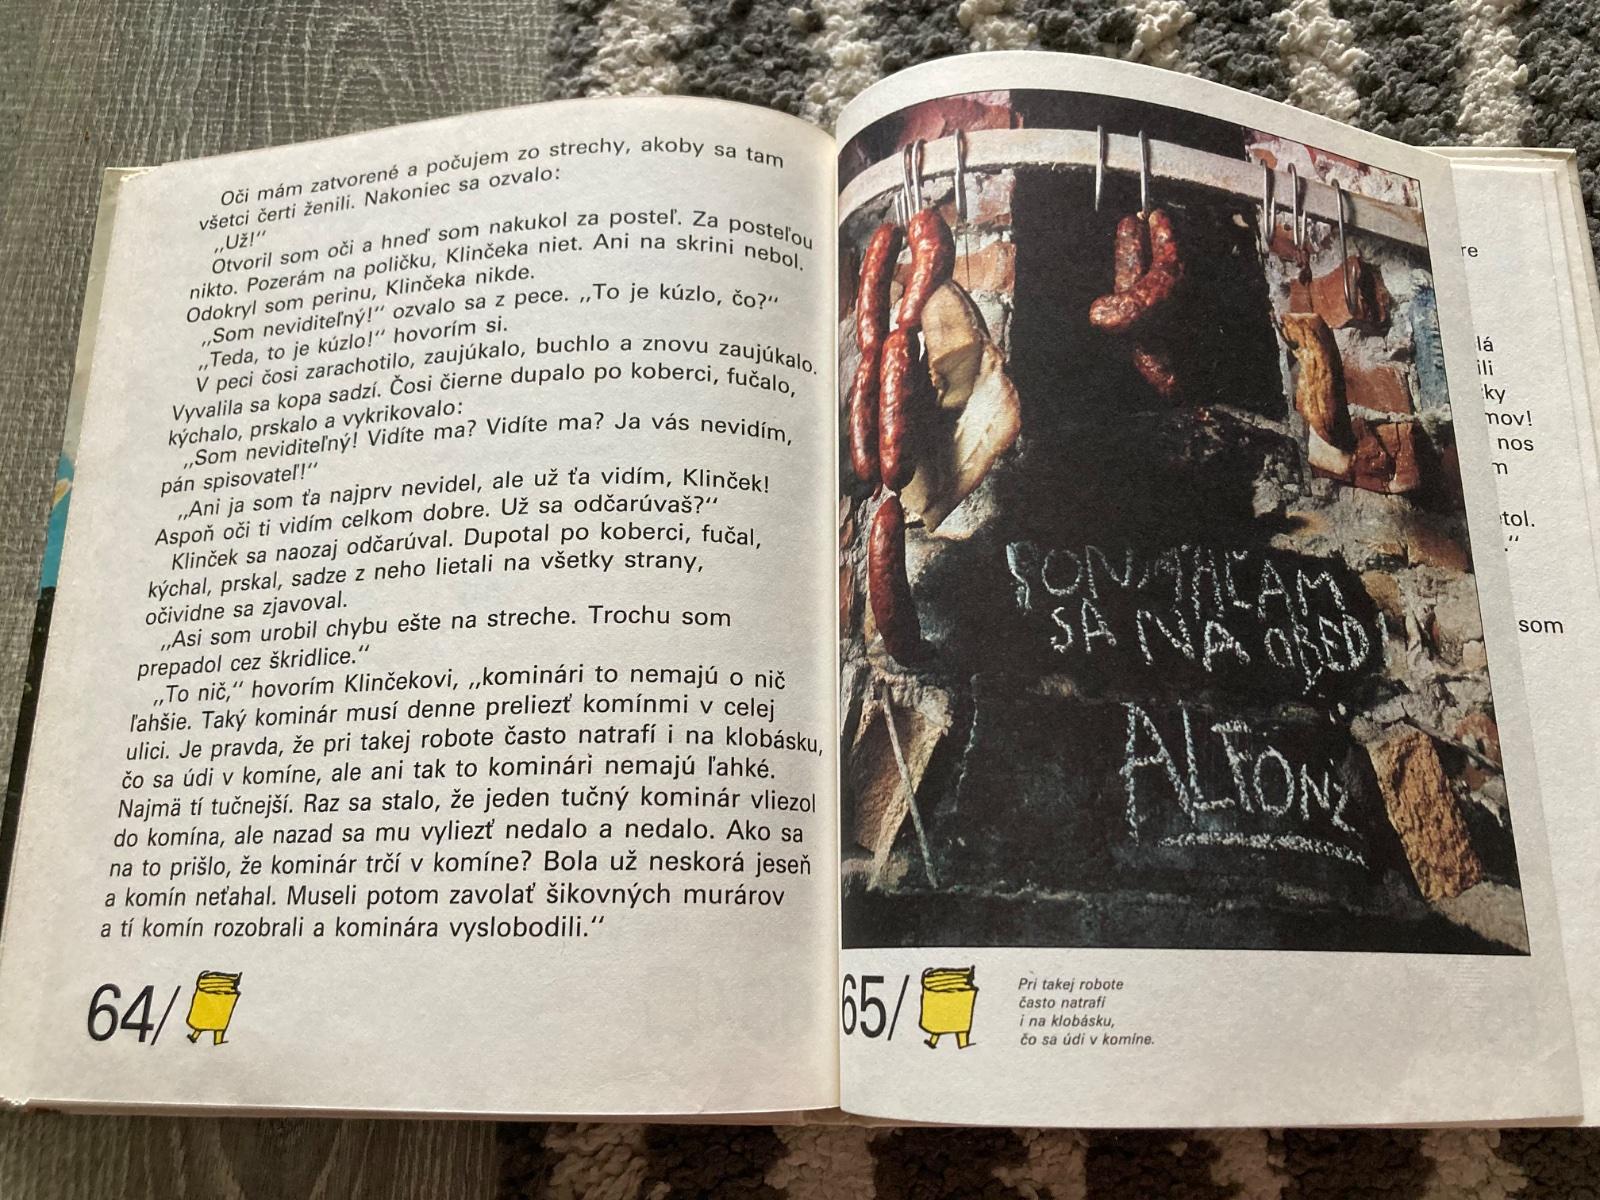 Oči mám zatvorené a počujem zo strechy, akoby sa tam
všetci čerti ženili. Nakoniec sa ozvalo:
„Už!“
Otvoril som oči a hneď som nakukol za posteľ. Za posteľou
nikto. Pozerám na poličku, Klinčeka niet. Ani na skrini nebol.
Odokryl som perinu, Klinčeka nikde.
„Som neviditeľný!“ ozvalo sa z pece. „To je kúzlo, čo?“
„Teda, to je kúzlo!“ hovorím si.
V peci čosi zarachotilo, zaujúkalo, buchlo a znovu zaujúkalo.
Vyvalila sa kopa sadzí. Čosi čierne dupalo po koberci, fučalo,
kýchalo, prskalo a vykrikovalo:
„Som neviditeľný! Vidíte ma? Vidíte ma? Ja vás nevidím,
pán spisovateľ!“
„Ani ja som ťa najprv nevidel, ale už ťa vidím, Klinček!
Aspoň oči ti vidím celkom dobre. Už sa odčarúvaš?“
Klinček sa naozaj odčarúval. Dupotal po koberci, fučal,
kýchal, prskal, sadze z neho lietali na všetky strany,
očividne sa zjavoval.
„Asi som urobil chybu ešte na streche. Trochu som
prepadol cez škridlice.“
„To nič,“ hovorím Klinčekovi, „kominári to nemajú o nič
ľahšie. Taký kominár musí denne preliezť komínmi v celej
ulici. Je pravda, že pri takej robote často natrafí i na klobásku,
čo sa údi v komíne, ale ani tak to kominári nemajú ľahké.
Najmä tí tučnejší. Raz sa stalo, že jeden tučný kominár vliezol
do komína, ale nazad sa mu vyliezť nedalo a nedalo. Ako sa
na to prišlo, že kominár trčí v komíne? Bola už neskorá jeseň
a komín neťahal. Museli potom zavolať šikovných murárov
a tí komín rozobrali a kominára vyslobodili.“
64/
SA NA OBED!
ALFONZ
65/
Pri takej robote
často natrafí
i na klobásku,
čo sa údi v komíne.
nos
som